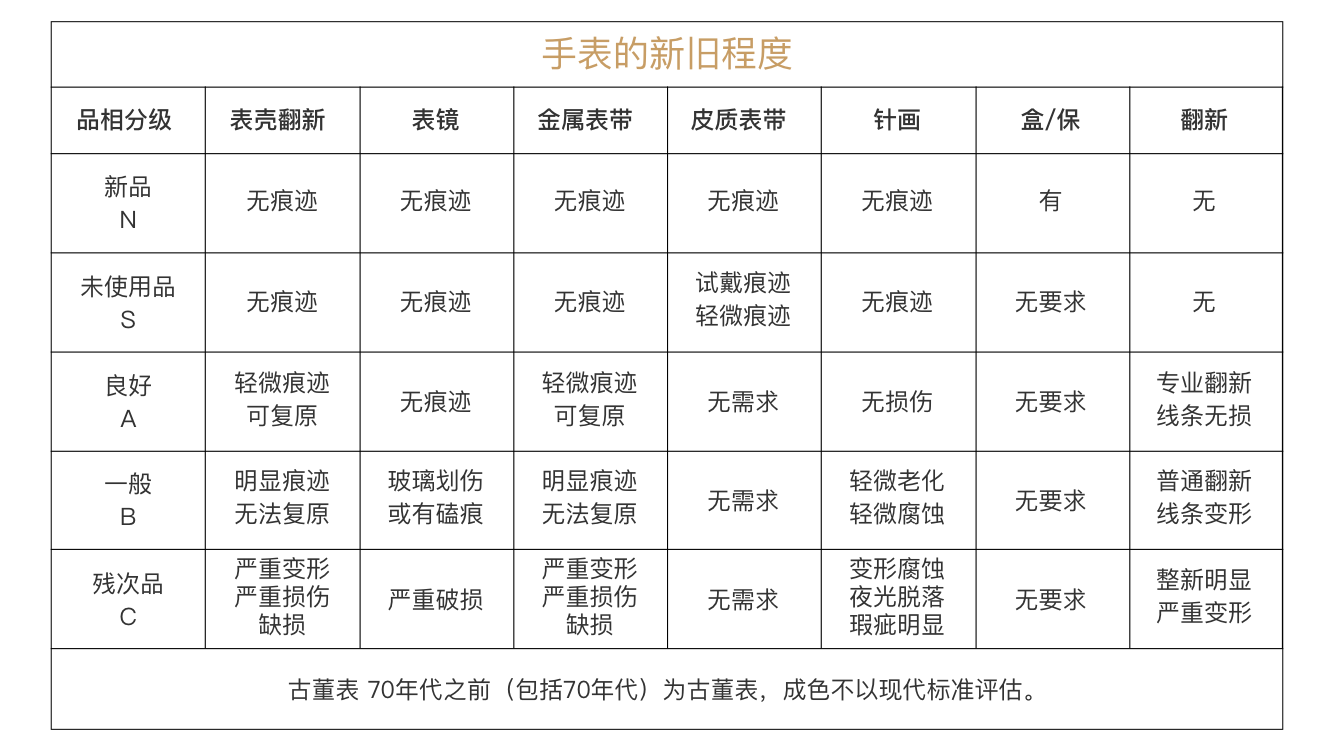 手表的新旧程度
品相分级 表壳翻新 表镜 金属表带 皮质表带 针画 盒/保 翻新
新品
N
无痕迹 无痕迹 无痕迹 无痕迹 无痕迹 有 无
未使用品
S
无痕迹 无痕迹 无痕迹
试戴痕迹
轻微痕迹
无痕迹 无要求 无
良好
A
轻微痕迹
可复原
无痕迹
轻微痕迹
可复原
无需求 无损伤 无要求
专业翻新
线条无损
一般
B
明显痕迹
无法复原
玻璃划伤
或有磕痕
明显痕迹
无法复原
无需求
轻微老化
轻微腐蚀
无要求
普通翻新
线条变形
残次品
C
严重变形
严重损伤
缺损
严重破损
严重变形
严重损伤
缺损
无需求
变形腐蚀
夜光脱落
瑕疵明显
无要求
整新明显
严重变形
古董表 70年代之前（包括70年代）为古董表，成色不以现代标准评估。